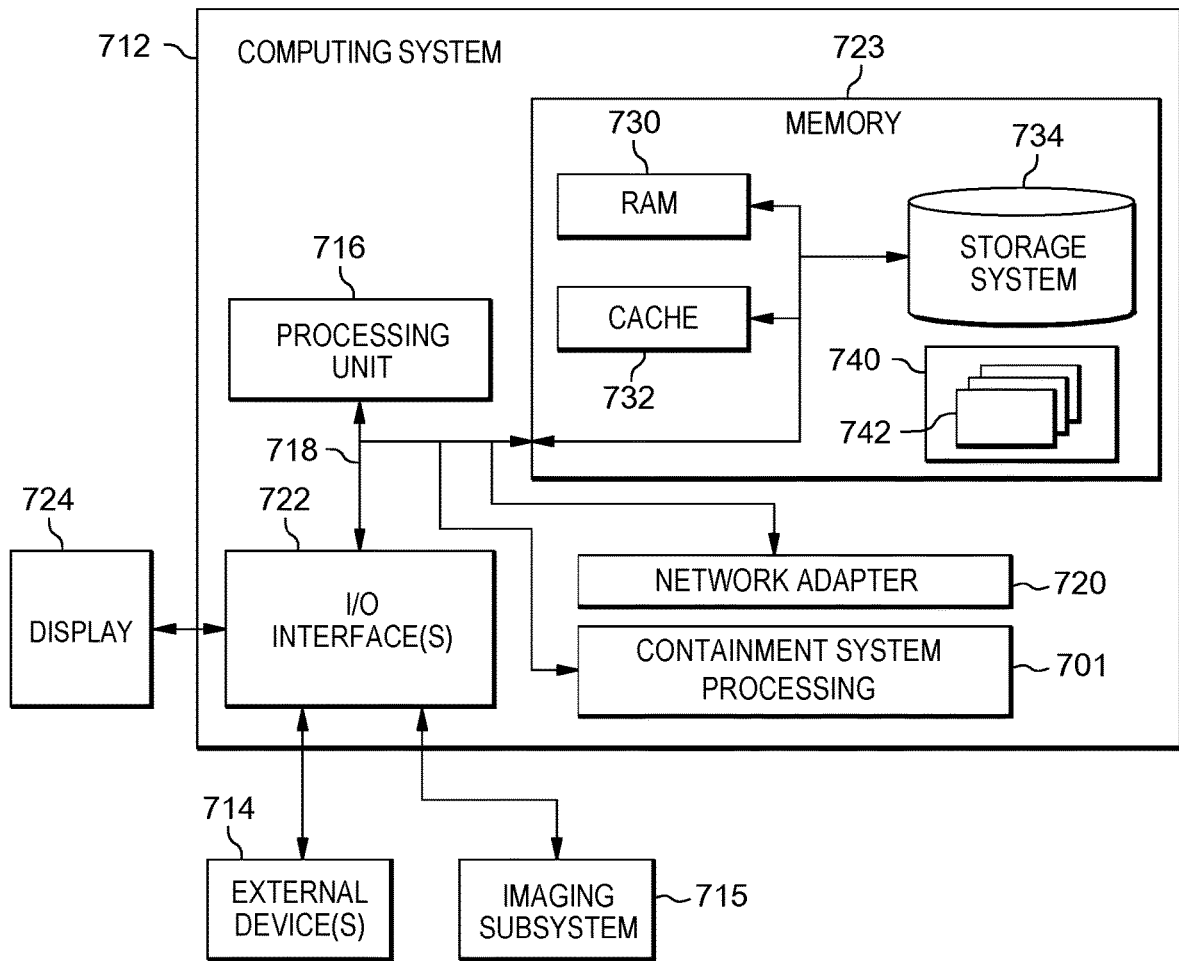 712
COMPUTING SYSTEM
723
MEMORY
730
RAM
734
STORAGE
SYSTEM
716
PROCESSING
UNIT
CACHE
732
740
742
718
722
724
DISPLAY
I/O
INTERFACE(S)
NETWORK ADAPTER
720
CONTAINMENT SYSTEM
PROCESSING
701
714
EXTERNAL
DEVICE(S)
IMAGING
SUBSYSTEM
715